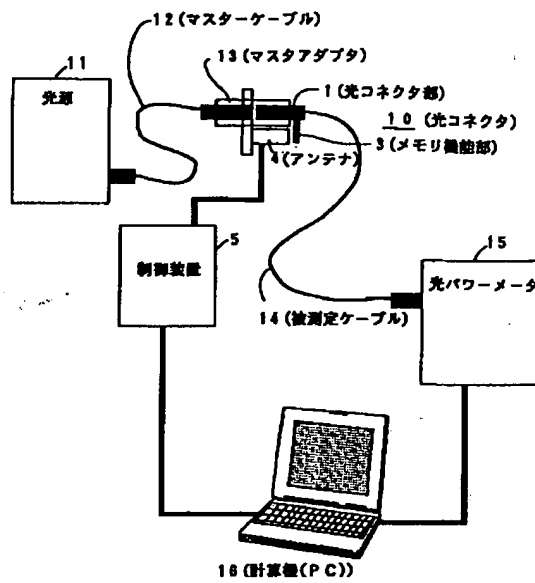 12(マスターケーブル)
11
光源
13(マスタアダプタ)
1(光コネクタ部)
10(光コネクタ)
3(メモリ機能部)
4(アンテナ)
5
制御装置
15
光パワーメータ
14(被測定ケーブル)
16(計算機(PC))